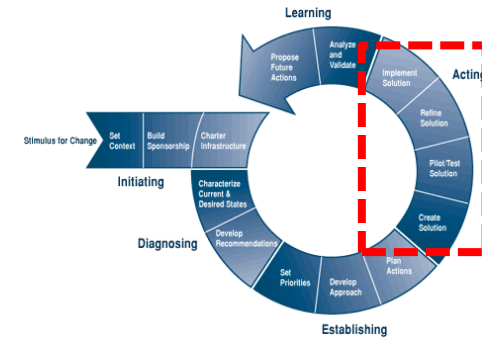 Learning
Propose
Future
Actions
Analyze
and
Validate
Implement
Solution
Acting
Refine
Solution
Pilot/Test
Solution
Create
Solution
Stimulus for Change
Set
Context
Build
Sponsorship
Charter
Infrastructure
Initiating
Characterize
Current &
Desired States
Diagnosing
Develop
Recommendations
Set
Priorities
Develop
Approach
Plan
Actions
Establishing